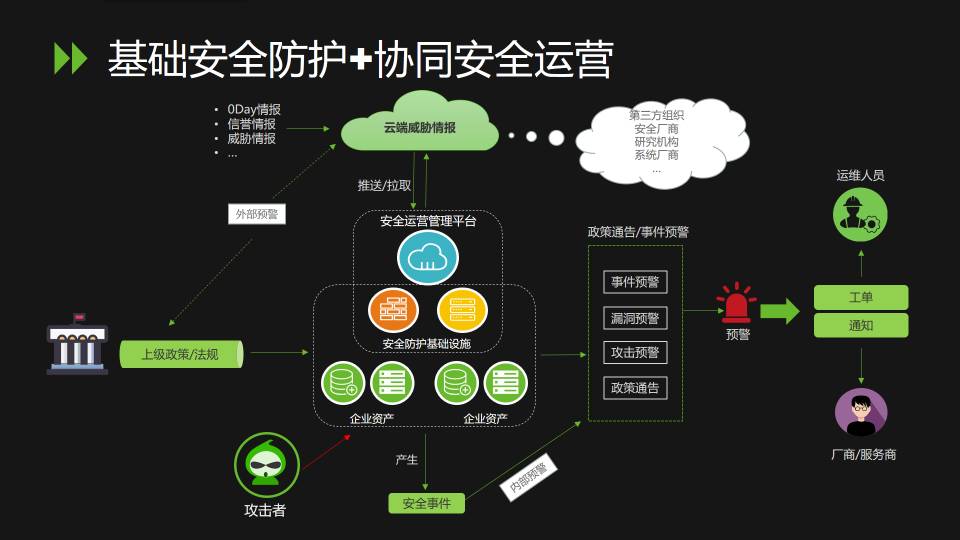 基础安全防护+协同安全运营
• 0Day情报
• 信誉情报
• 威胁情报
• ...
云端威胁情报
第三方组织
安全厂商
研究机构
系统厂商
...
推送/拉取
外部预警
安全运营管理平台
安全防护基础设施
企业资产
企业资产
上级政策/法规
攻击者
产生
安全事件
内部预警
政策通告/事件预警
事件预警
漏洞预警
攻击预警
政策通告
预警
运维人员
工单
通知
厂商/服务商